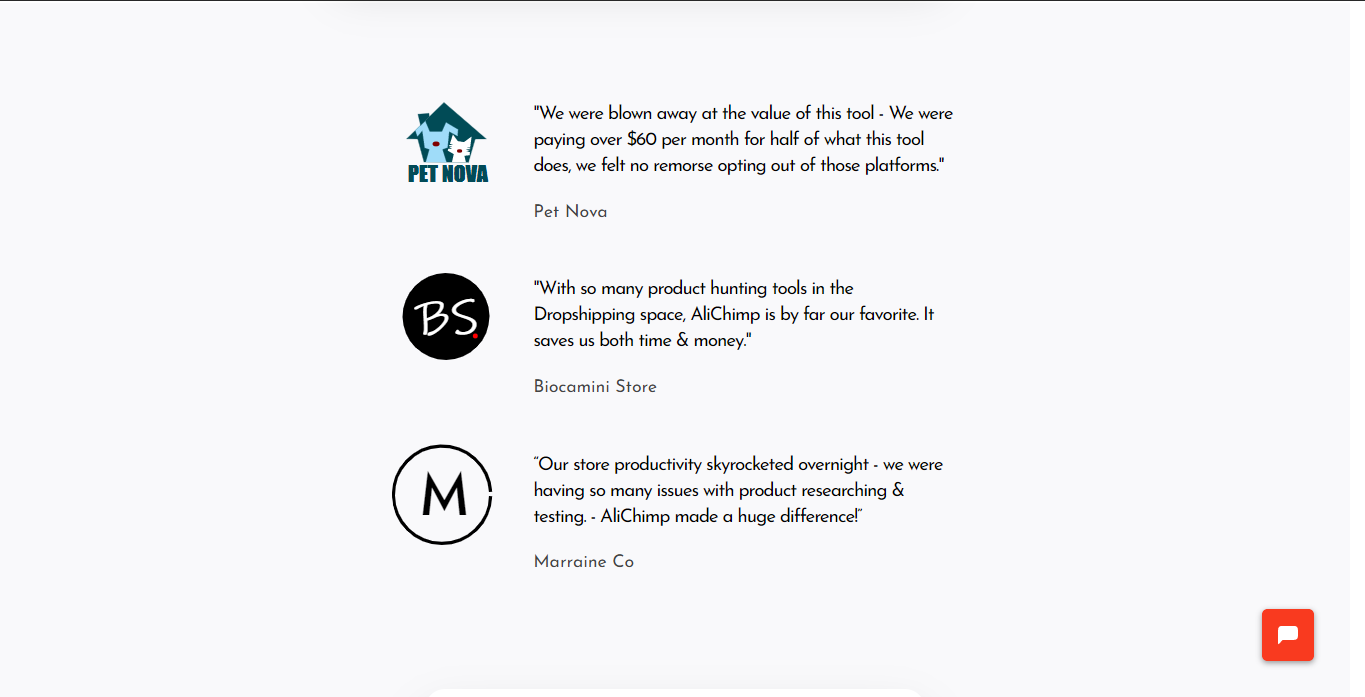 PET NOVA
"We were blown away at the value of this tool - We were
paying over $60 per month for half of what this tool
does, we felt no remorse opting out of those platforms."
Pet Nova
BS.
"With so many product hunting tools in the
Dropshipping space, AliChimp is by far our favorite. It
saves us both time & money."
Biocamini Store
M
“Our store productivity skyrocketed overnight - we were
having so many issues with product researching &
testing. - AliChimp made a huge difference!”
Marraine Co